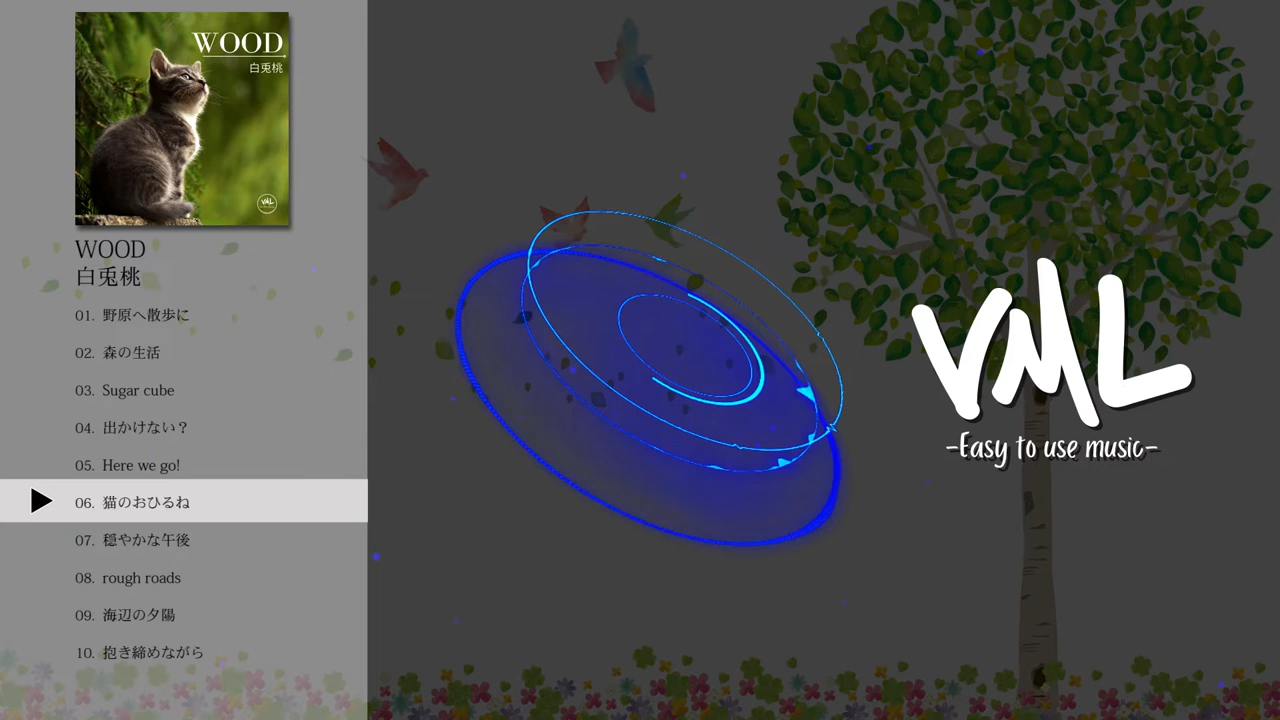 WOOD
白兎桃
VML
WOOD
白兎桃
01. 野原へ散歩に
02. 森の生活
03. Sugar cube
04. 出かけない？
05. Here we go!
06. 猫のおひるね
07. 穏やかな午後
08. rough roads
09. 海辺の夕陽
10. 抱き締めながら
VML
-Easy to use music-